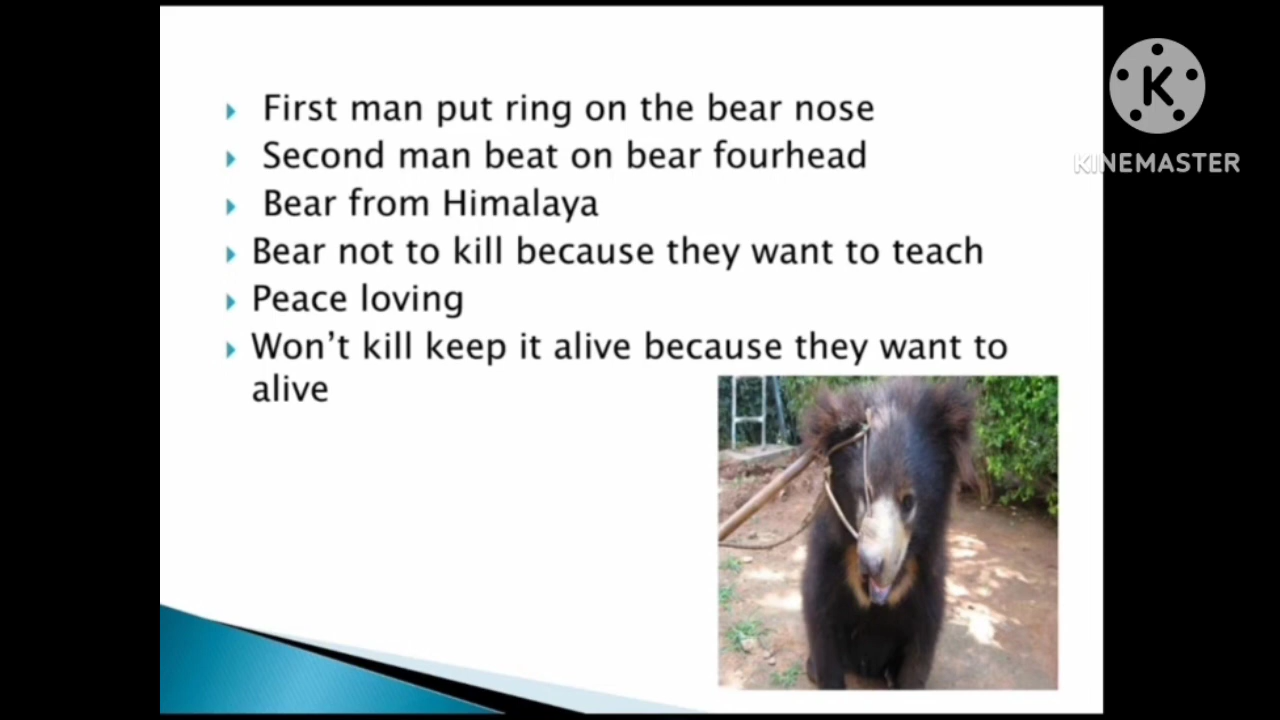 First man put ring on the bear nose
Second man beat on bear fourhead
Bear from Himalaya
Bear not to kill because they want to teach
Peace loving
Won't kill keep it alive because they want to
alive
K
KINEMASTER